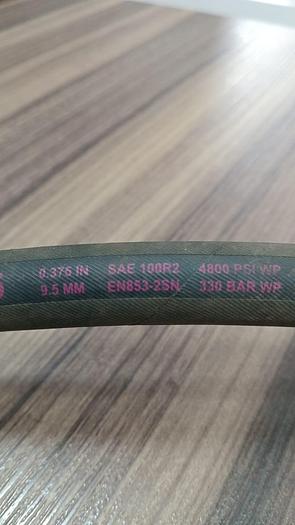 0.375 IN SAE 100R2 4800 PSI WP
9.5 MM EN853-2SN 330 BAR WP